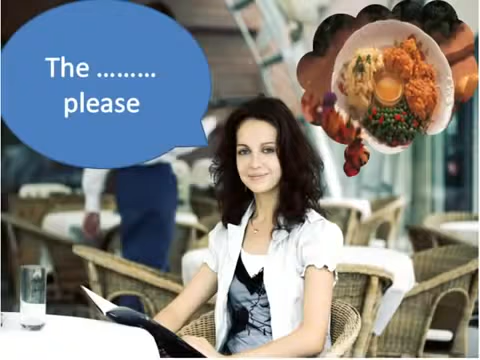 The ………
please